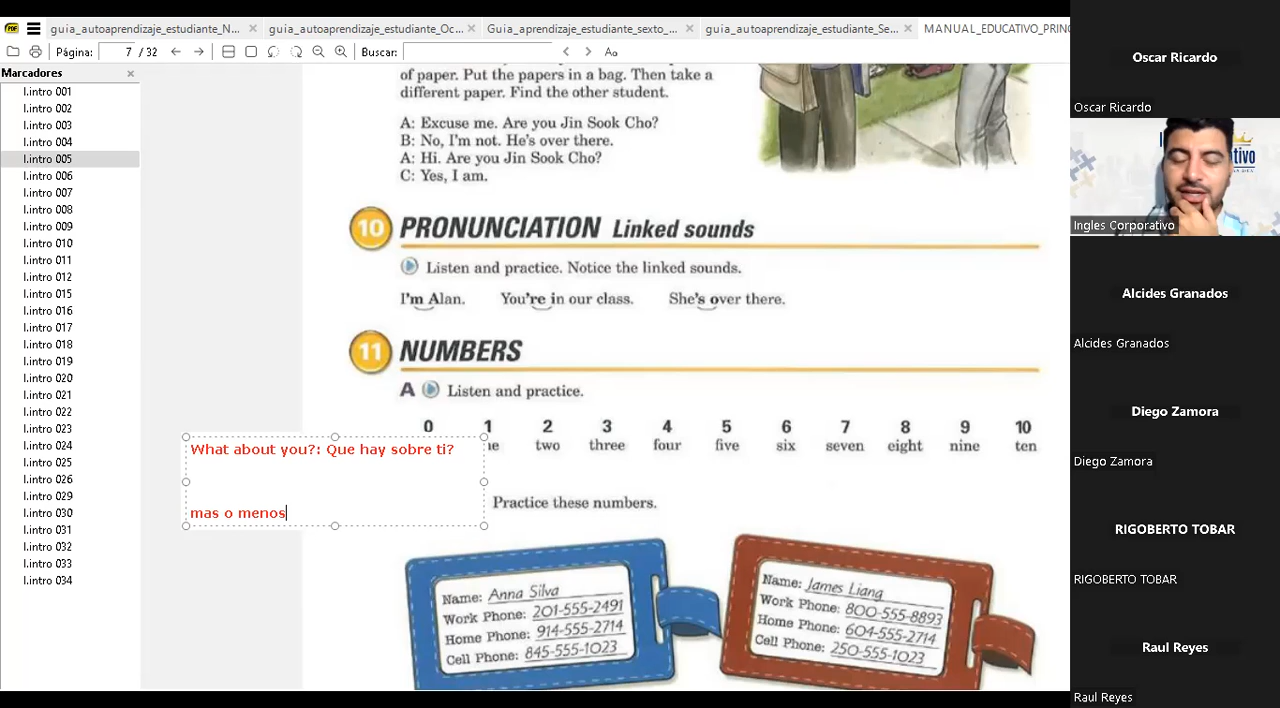 guia_autoaprendizaje_estudiante_N...
guia_autoaprendizaje_estudiante_Oc...
Guia_aprendizaje_estudiante_sexto_...
guia_autoaprendizaje_estudiante_Se...
MANUAL_EDUCATIVO_PRINC
Página: 7 / 32
Buscar:
Aa
Marcadores
I.intro 001
I.intro 002
I.intro 003
I.intro 004
I.intro 005
I.intro 006
I.intro 007
I.intro 008
I.intro 009
I.intro 010
I.intro 011
I.intro 012
I.intro 015
I.intro 016
I.intro 017
I.intro 018
I.intro 019
I.intro 020
I.intro 021
I.intro 022
I.intro 023
I.intro 024
I.intro 025
I.intro 026
I.intro 029
I.intro 030
I.intro 031
I.intro 032
I.intro 033
I.intro 034
of paper. Put the papers in a bag. Then take a
different paper. Find the other student.
A: Excuse me. Are you Jin Sook Cho?
B: No, I'm not. He's over there.
A: Hi. Are you Jin Sook Cho?
C: Yes, I am.
10 PRONUNCIATION Linked sounds
Listen and practice. Notice the linked sounds.
I'm Alan. You're in our class. She's over there.
11 NUMBERS
A Listen and practice.
0 1 2 3 4 5 6 7 8 9 10
ne two three four five six seven eight nine ten
What about you?: Que hay sobre ti?
mas o menos
Practice these numbers.
Name: Anna Silva
Work Phone: 201-555-2491
Home Phone: 914-555-2714
Cell Phone: 845-555-1023
Name: James Liang
Work Phone: 800-555-8893
Home Phone: 604-555-2714
Cell Phone: 250-555-1023
Oscar Ricardo
Oscar Ricardo
Ingles Corporativo
Alcides Granados
Alcides Granados
Diego Zamora
Diego Zamora
RIGOBERTO TOBAR
RIGOBERTO TOBAR
Raul Reyes
Raul Reyes